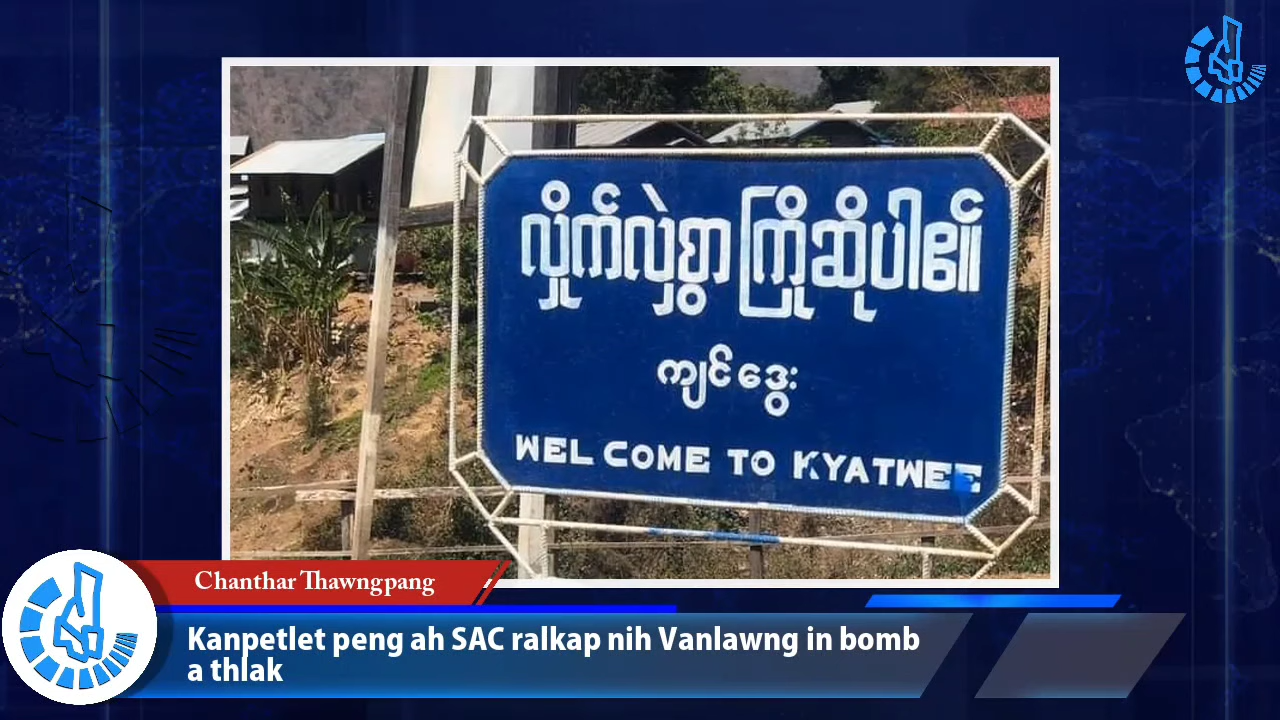 လှိုက်လှဲစွာ ကြိုဆိုပါ၏
ကျင်ဒွေး
WELCOME TO KYATWEE
Chanthar Thawngpang
Kanpetlet peng ah SAC ralkap nih Vanlawng in bomb
a thlak